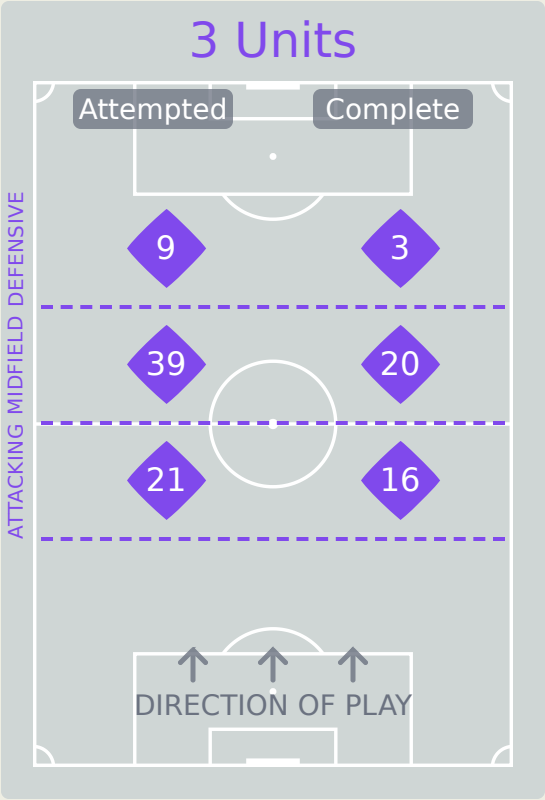 3 Units
Attempted Complete
ATTACKING MIDFIELD DEFENSIVE
9 3
39 20
21 16
DIRECTION OF PLAY